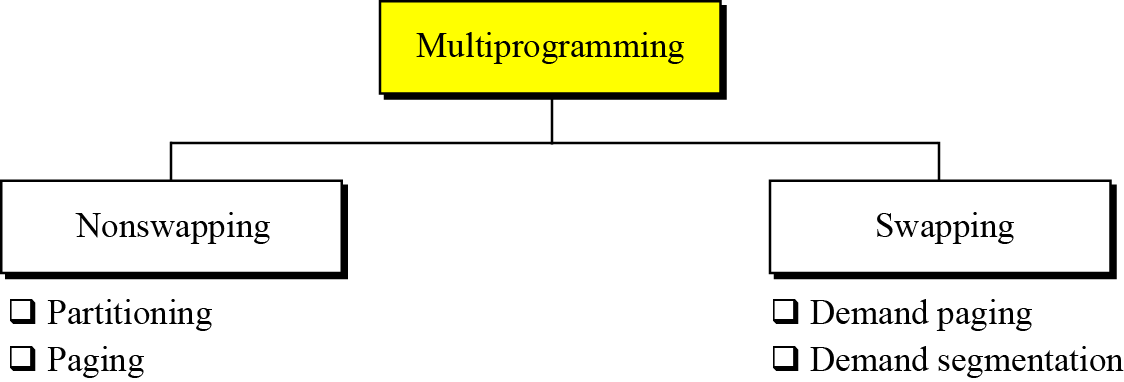 Multiprogramming
Nonswapping
Swapping
❑ Partitioning
❑ Paging
❑ Demand paging
❑ Demand segmentation